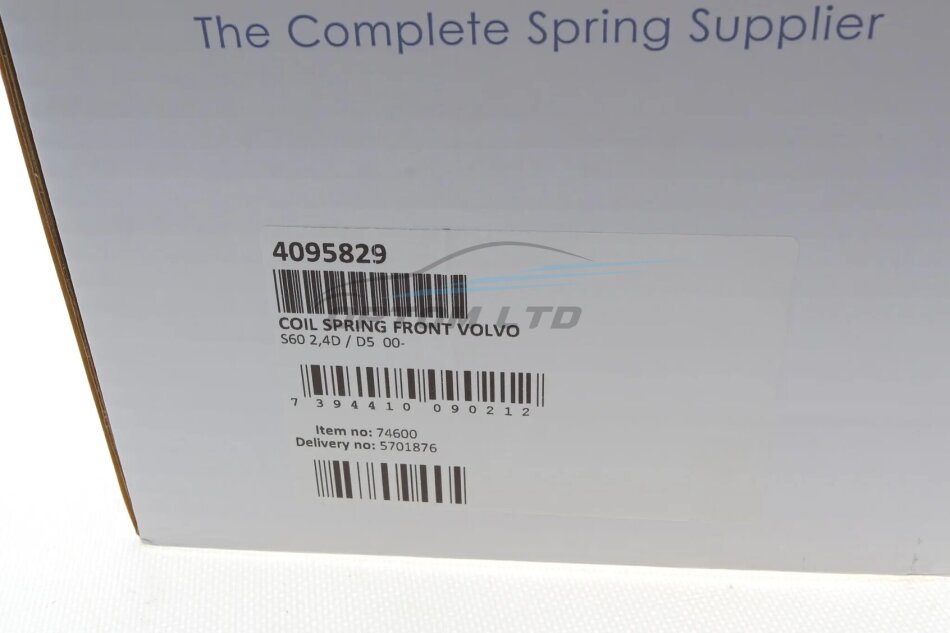 The Complete Spring Supplier
4095829
COIL SPRING FRONT VOLVO
S60 2,4D / D5 00-
7 394410 090212
Item no: 74600
Delivery no: 5701876